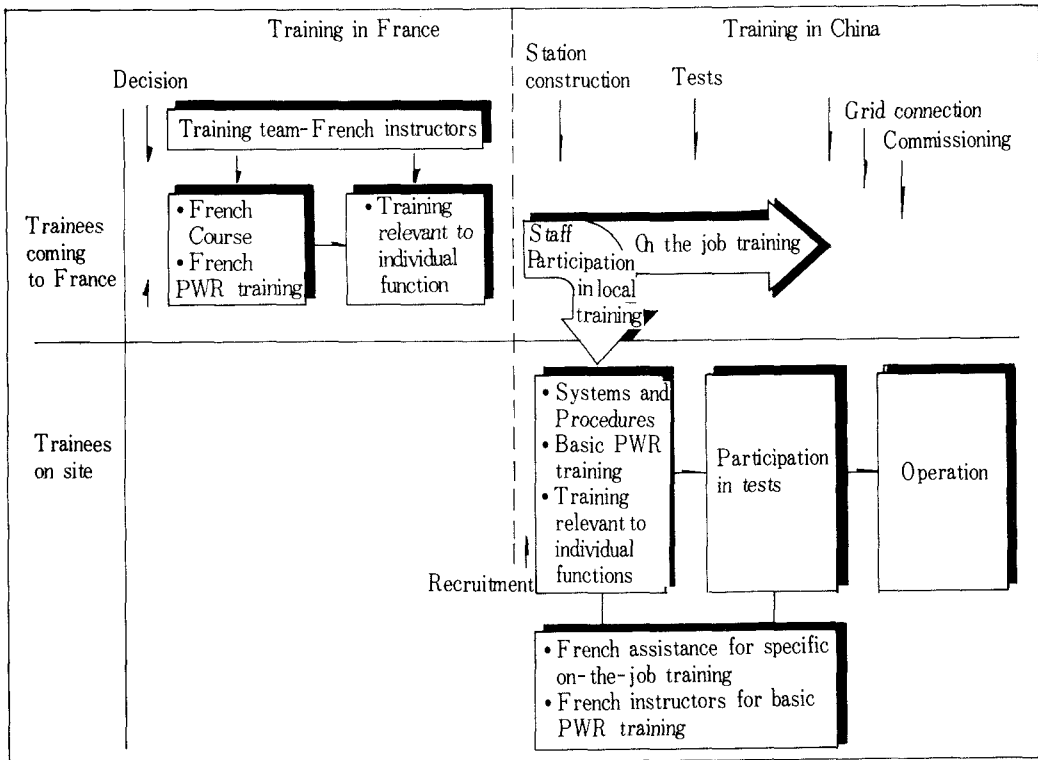 Training in France
Training in China
Decision
Station
construction
Tests
Grid connection
Commissioning
Training team-French instructors
Trainees
coming
to France
• French
Course
• French
PWR training
• Training
relevant to
individual
function
Staff
Participation
in local
training
On the job training
Trainees
on site
Recruitment
• Systems and
Procedures
• Basic PWR
training
• Training
relevant to
individual
functions
Participation
in tests
Operation
• French assistance for specific
on-the-job training
• French instructors for basic
PWR training